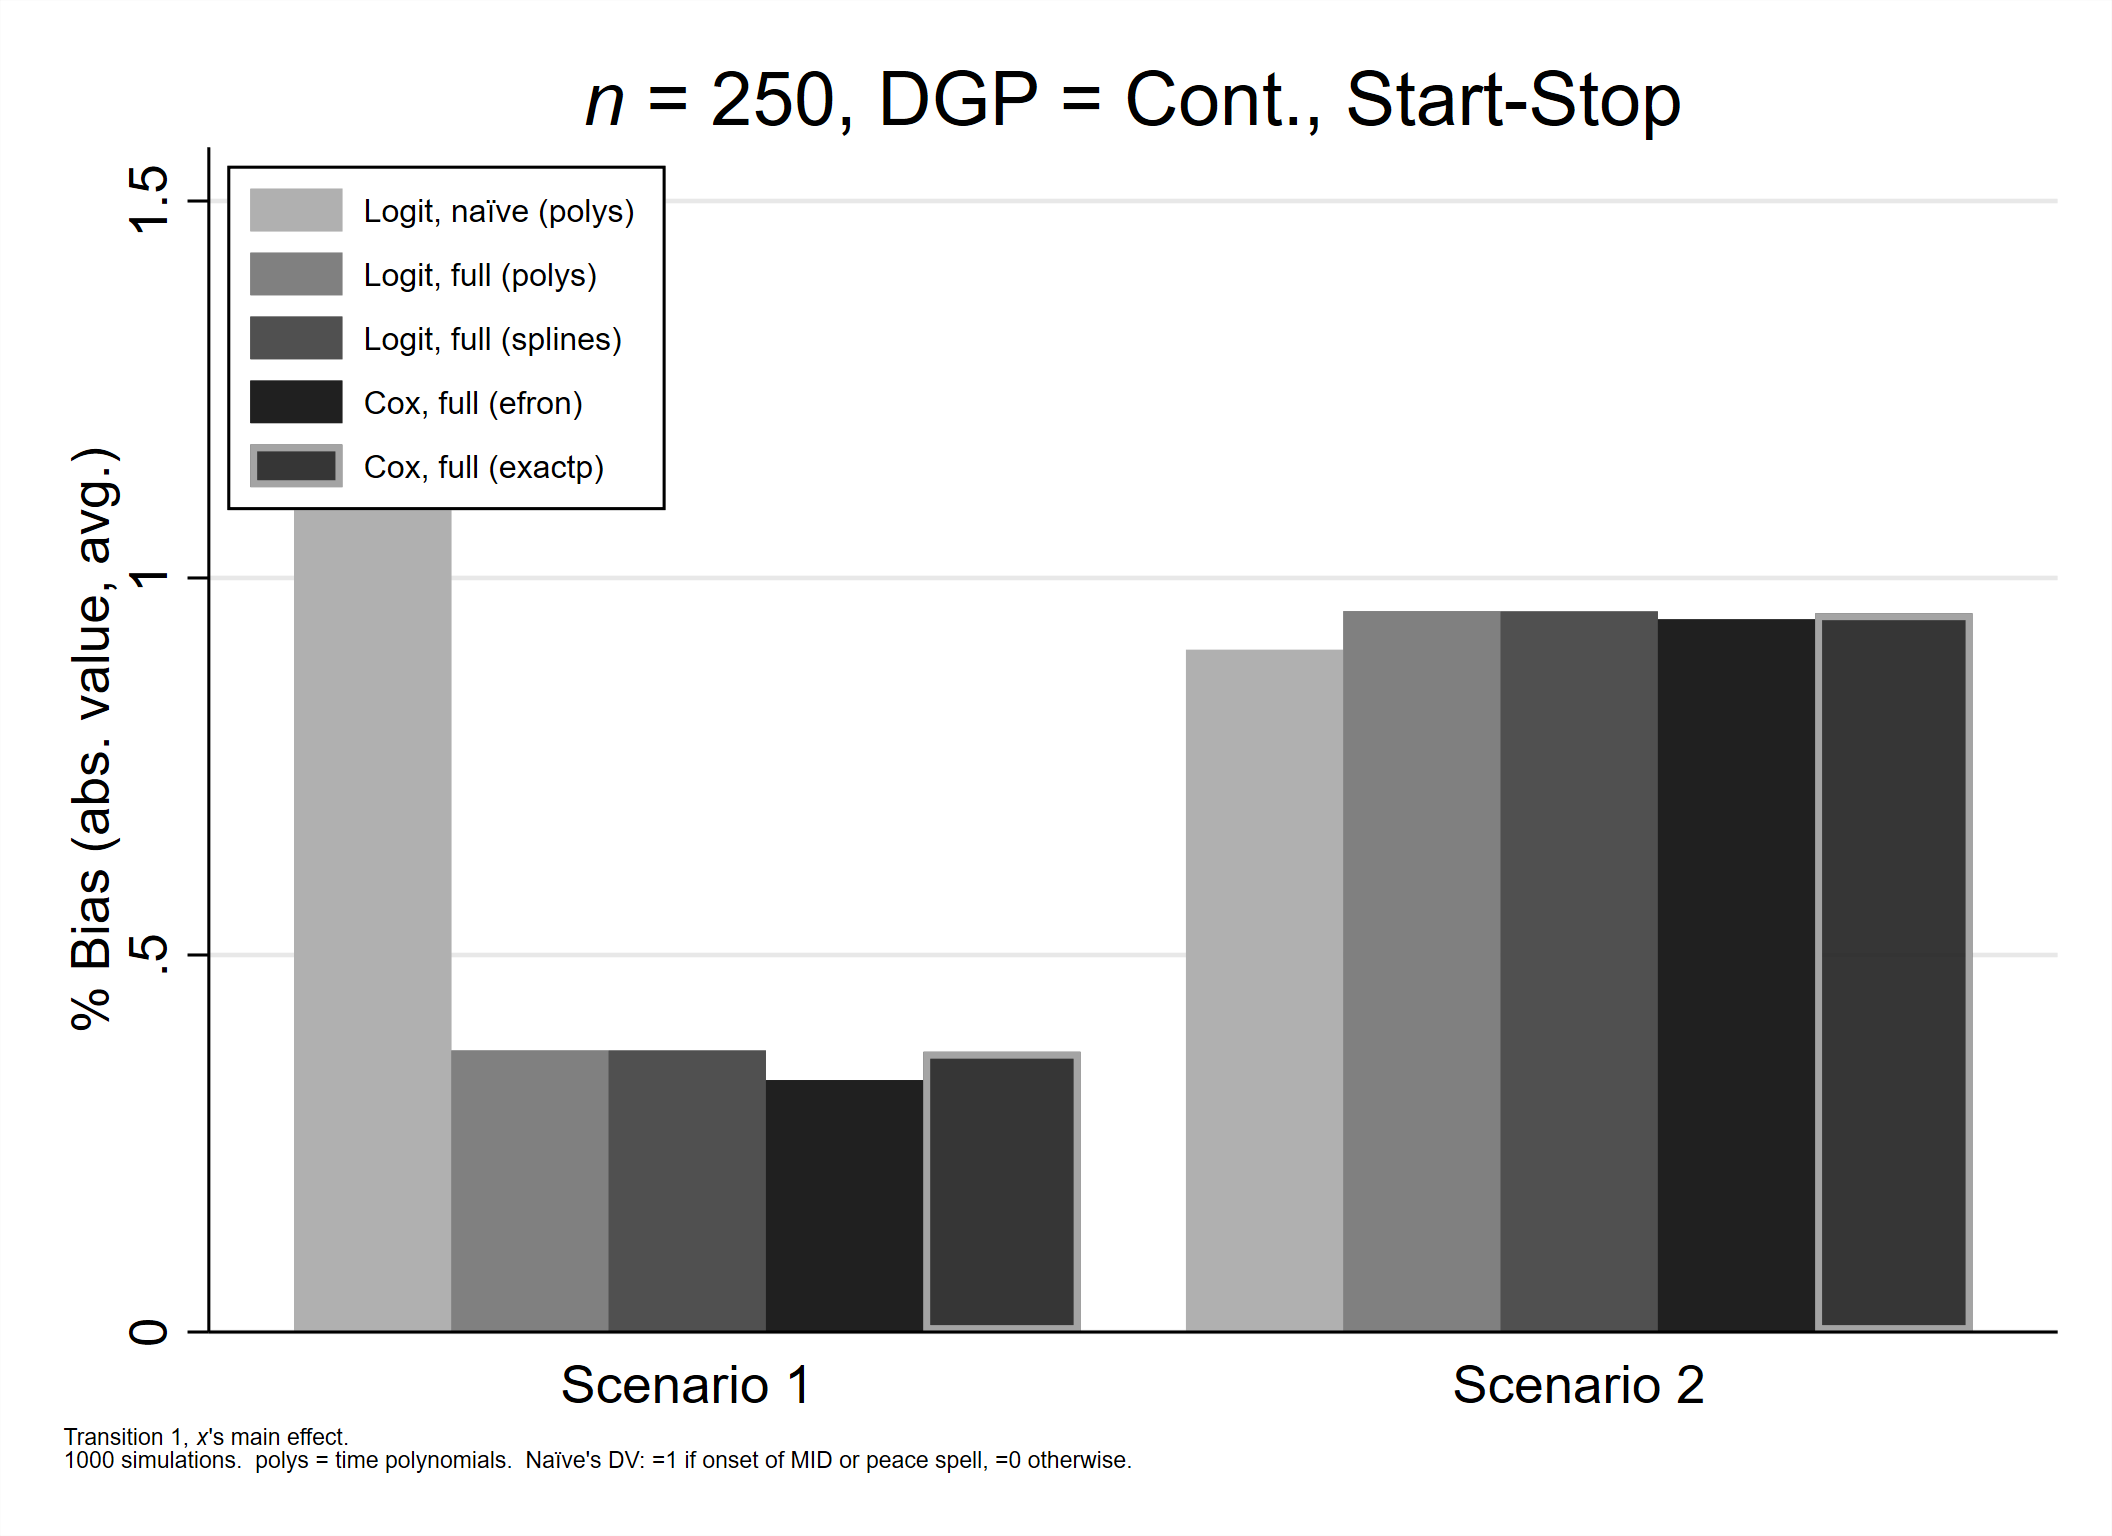 n = 250, DGP = Cont., Start-Stop
% Bias (abs. value, avg.)
1.5
1
.5
0
Logit, naïve (polys)
Logit, full (polys)
Logit, full (splines)
Cox, full (efron)
Cox, full (exactp)
Scenario 1
Scenario 2
Transition 1, x's main effect.
1000 simulations.  polys = time polynomials.  Naïve's DV: =1 if onset of MID or peace spell, =0 otherwise.